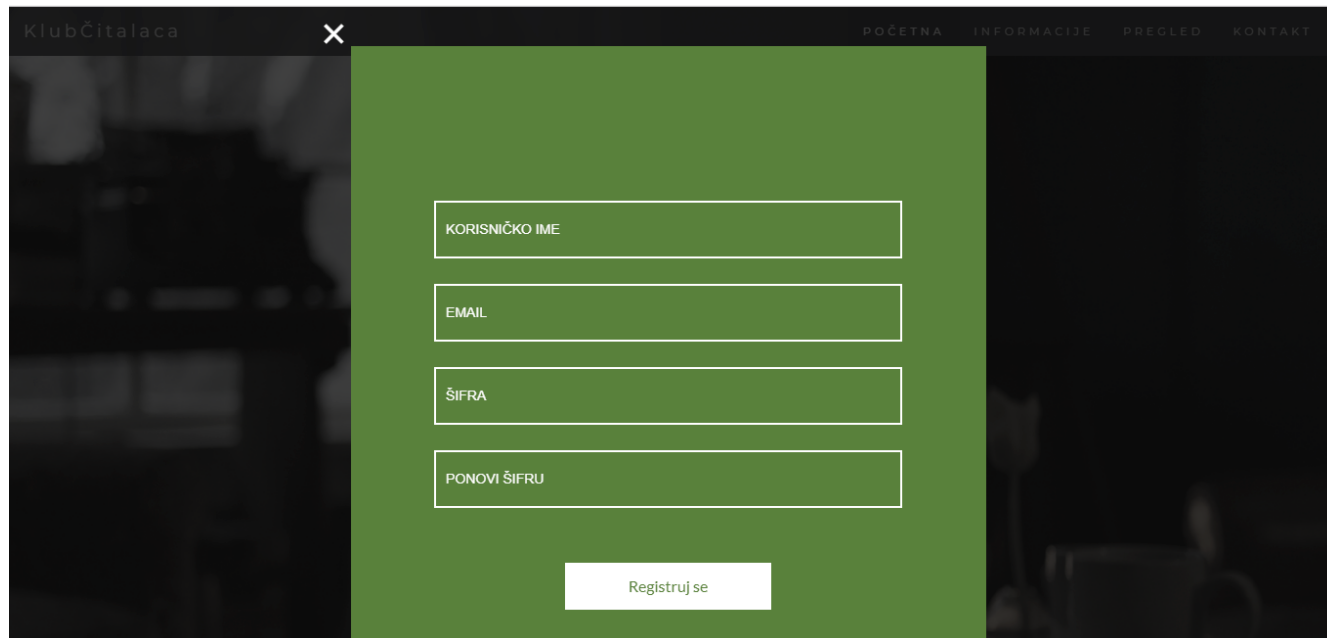 KlubČitalaca
POČETNA INFORMACIJE PREGLED KONTAKT
KORISNIČKO IME
EMAIL
ŠIFRA
PONOVI ŠIFRU
Registruj se